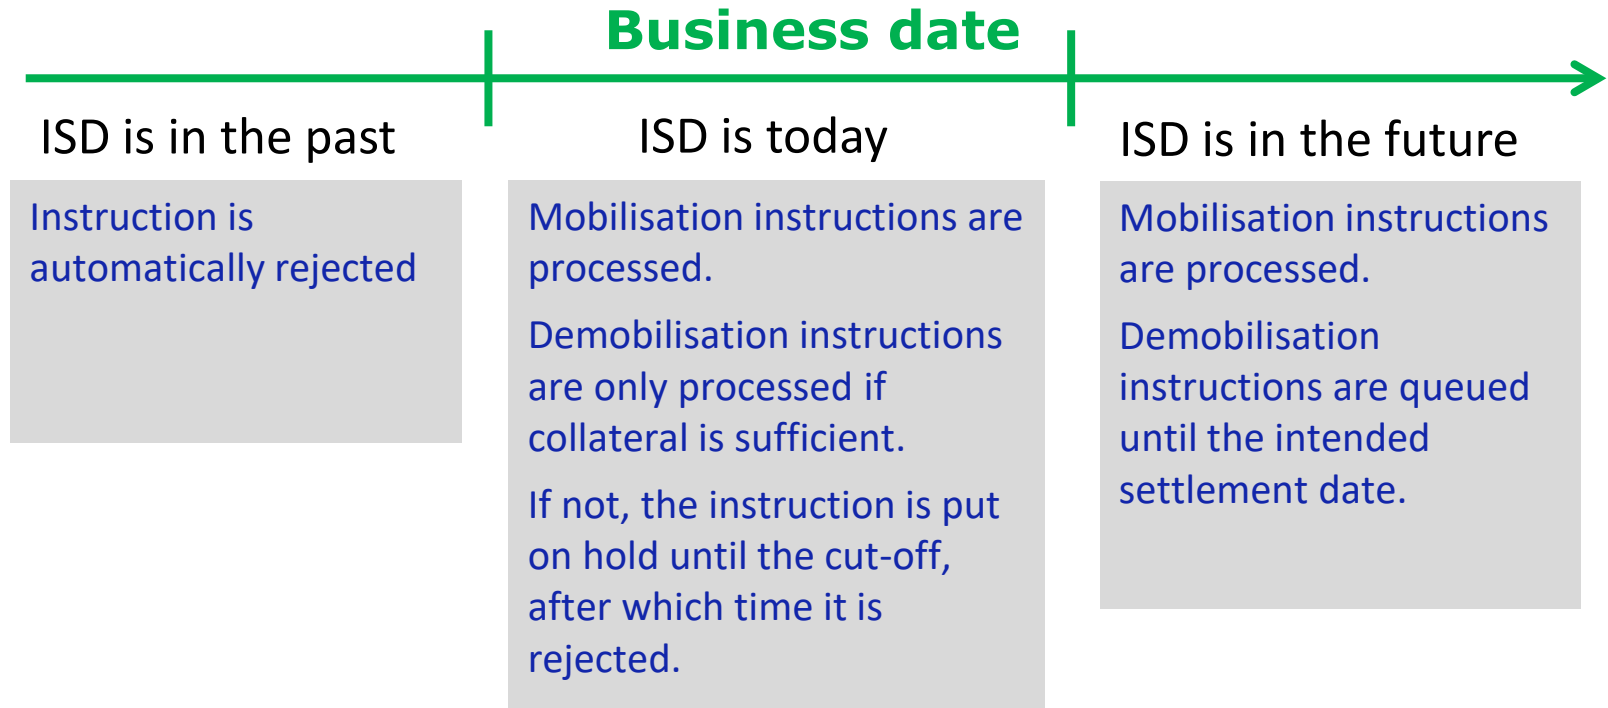 Business date
ISD is in the past
Instruction is
automatically rejected
ISD is today
Mobilisation instructions are
processed.
Demobilisation instructions
are only processed if
collateral is sufficient.
If not, the instruction is put
on hold until the cut-off,
after which time it is
rejected.
ISD is in the future
Mobilisation instructions
are processed.
Demobilisation
instructions are queued
until the intended
settlement date.